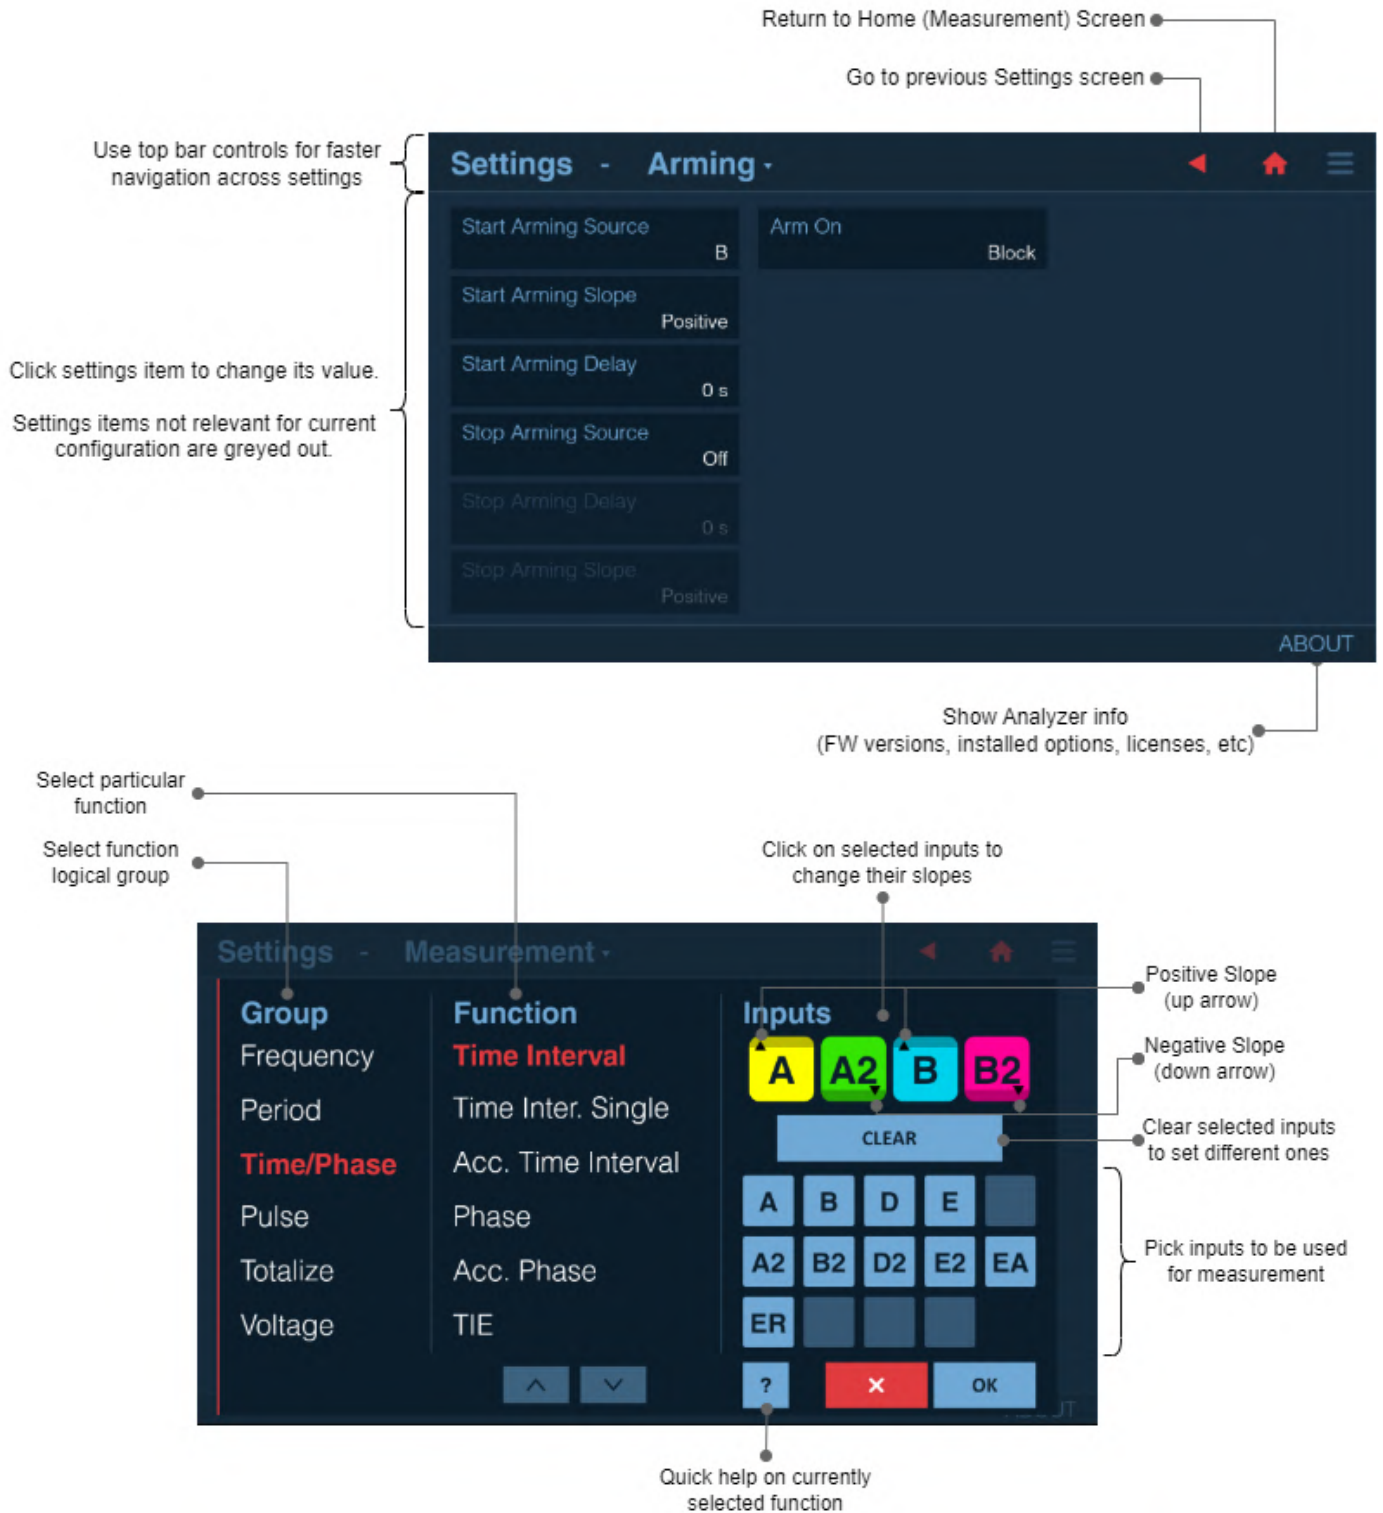 Return to Home (Measurement) Screen
Go to previous Settings screen
Use top bar controls for faster
navigation across settings
Settings - Arming
Start Arming Source
B
Arm On
Block
Start Arming Slope
Positive
Start Arming Delay
0 s
Click settings item to change its value.
Settings items not relevant for current
configuration are greyed out.
Stop Arming Source
Off
Stop Arming Delay
0 s
Stop Arming Slope
Positive
ABOUT
Show Analyzer info
(FW versions, installed options, licenses, etc)
Select particular
function
Select function
logical group
Click on selected inputs to
change their slopes
Settings - Measurement
Group
Frequency
Period
Time/Phase
Pulse
Totalize
Voltage
Function
Time Interval
Time Inter. Single
Acc. Time Interval
Phase
Acc. Phase
TIE
Inputs
A A2 B B2
CLEAR
A B D E
A2 B2 D2 E2 EA
ER
? X OK
ABOUT
Positive Slope
(up arrow)
Negative Slope
(down arrow)
Clear selected inputs
to set different ones
Pick inputs to be used
for measurement
Quick help on currently
selected function